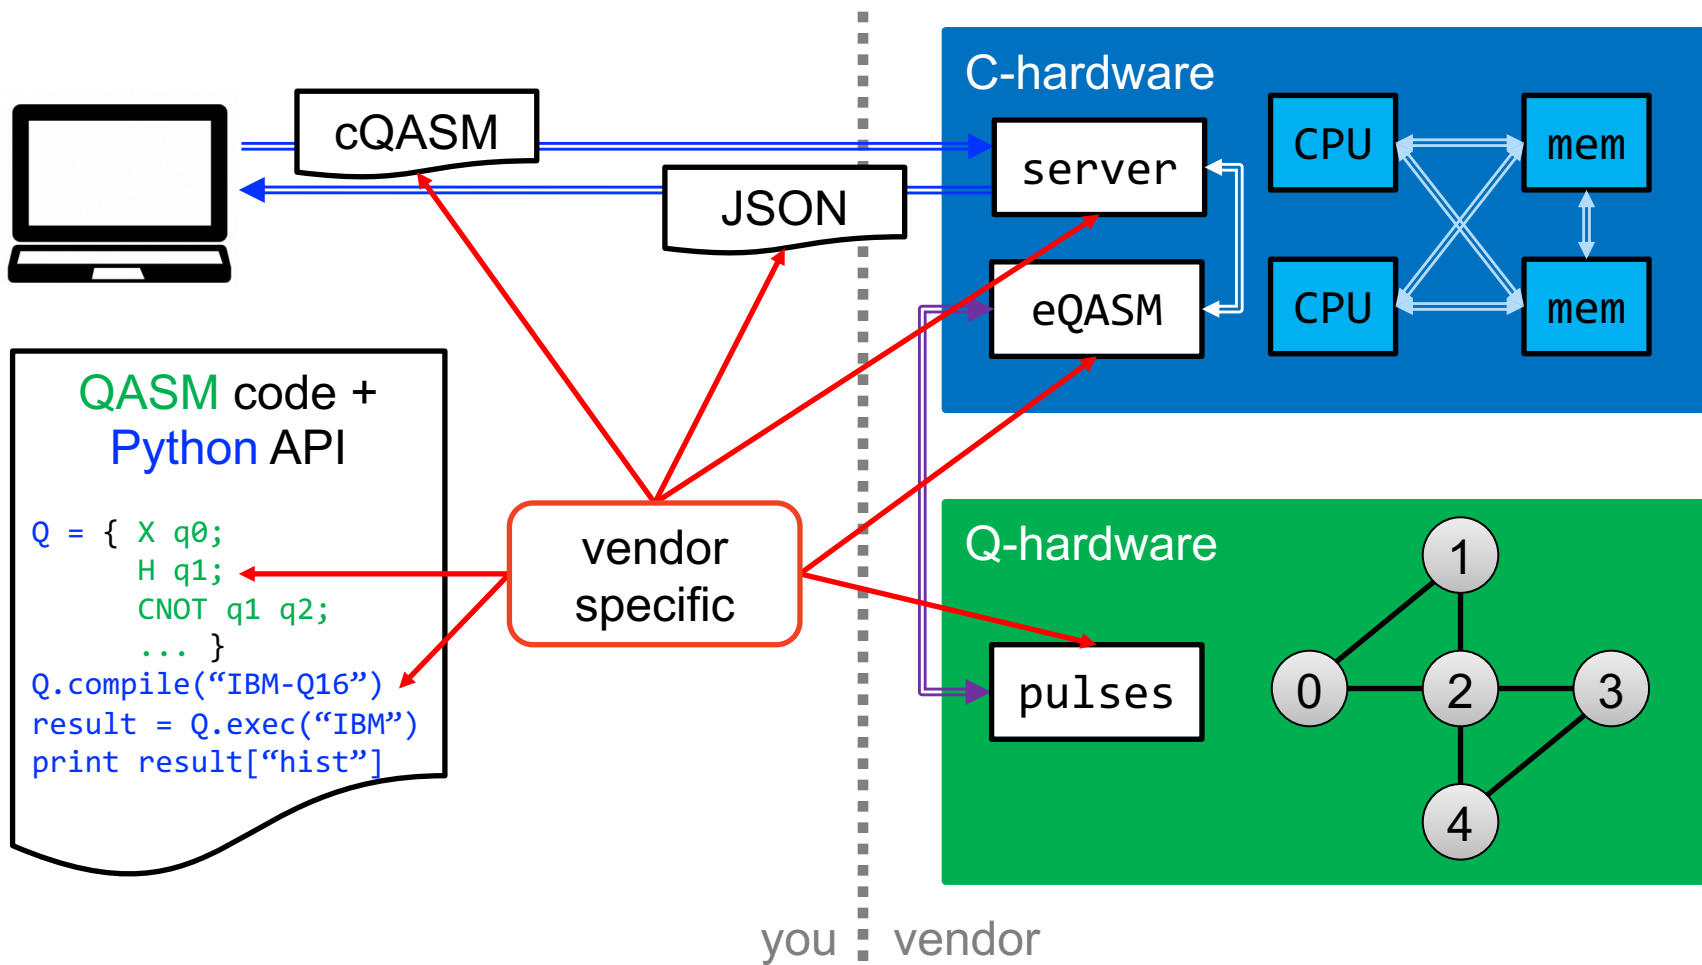 cQASM
JSON
QASM code +
Python API
Q = { X q0;
H q1;
CNOT q1 q2;
... }
Q.compile(“IBM-Q16”)
result = Q.exec(“IBM”)
print result[“hist”]
vendor
specific
you
vendor
C-hardware
server
eQASM
CPU
mem
CPU
mem
Q-hardware
pulses
1
0
2
3
4